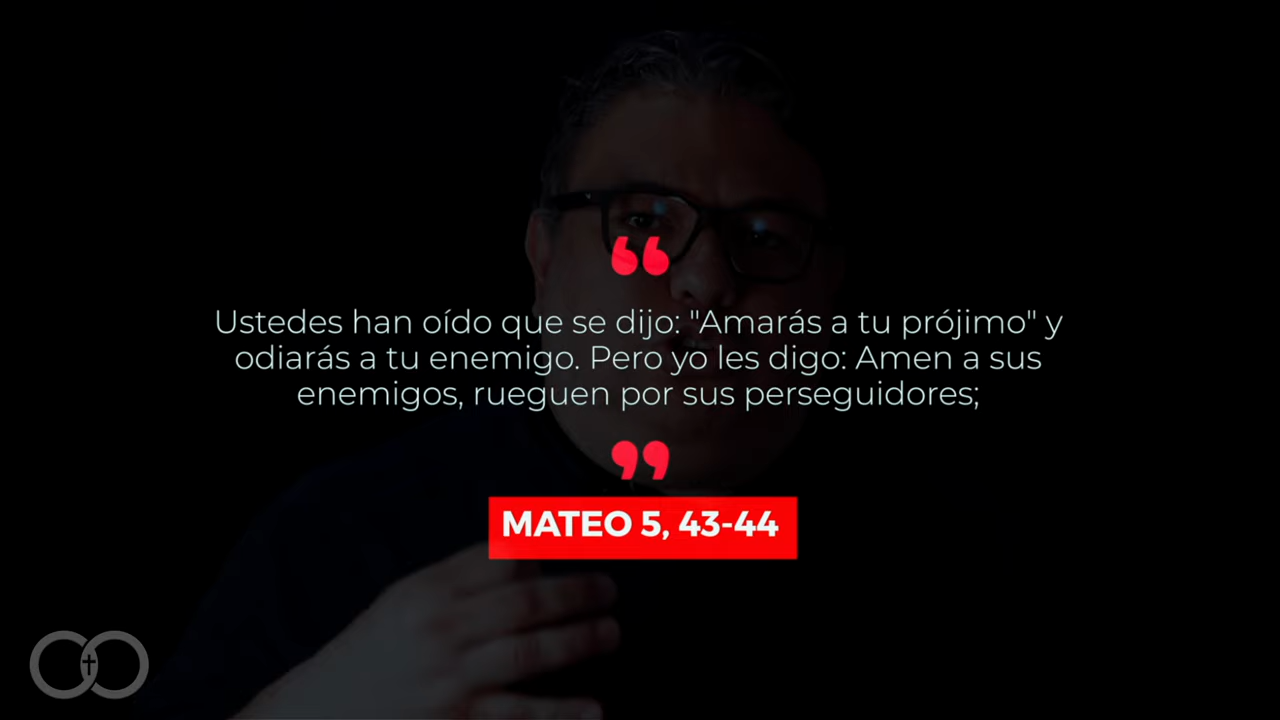 “
Ustedes han oído que se dijo: "Amarás a tu prójimo" y
odiarás a tu enemigo. Pero yo les digo: Amen a sus
enemigos, rueguen por sus perseguidores;
”
MATEO 5, 43-44